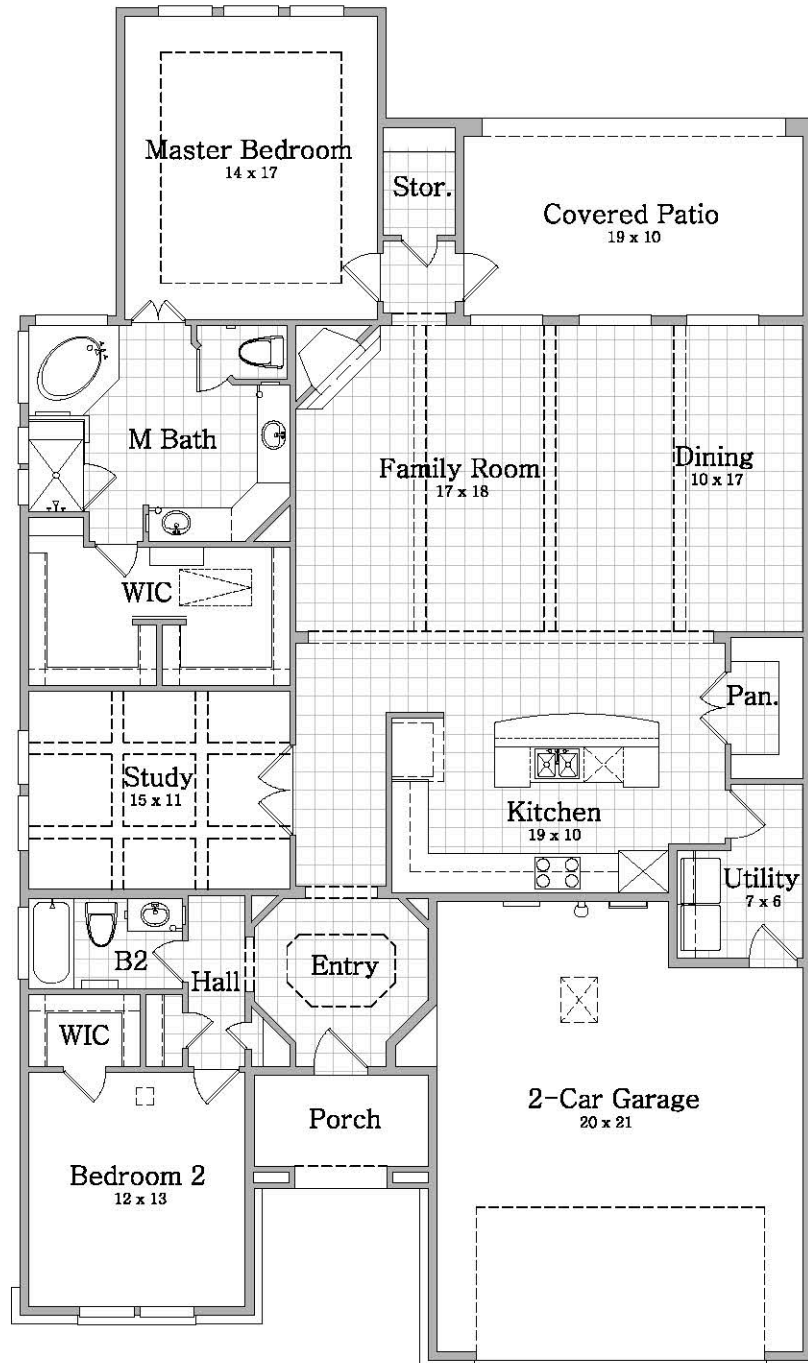 Master Bedroom
14 x 17
Stor.
Covered Patio
19 x 10
M Bath
Family Room
17 x 18
Dining
10 x 17
WIC
Pan.
Study
15 x 11
Kitchen
19 x 10
Utility
7 x 6
B2
Hall
Entry
WIC
2-Car Garage
20 x 21
Porch
Bedroom 2
12 x 13